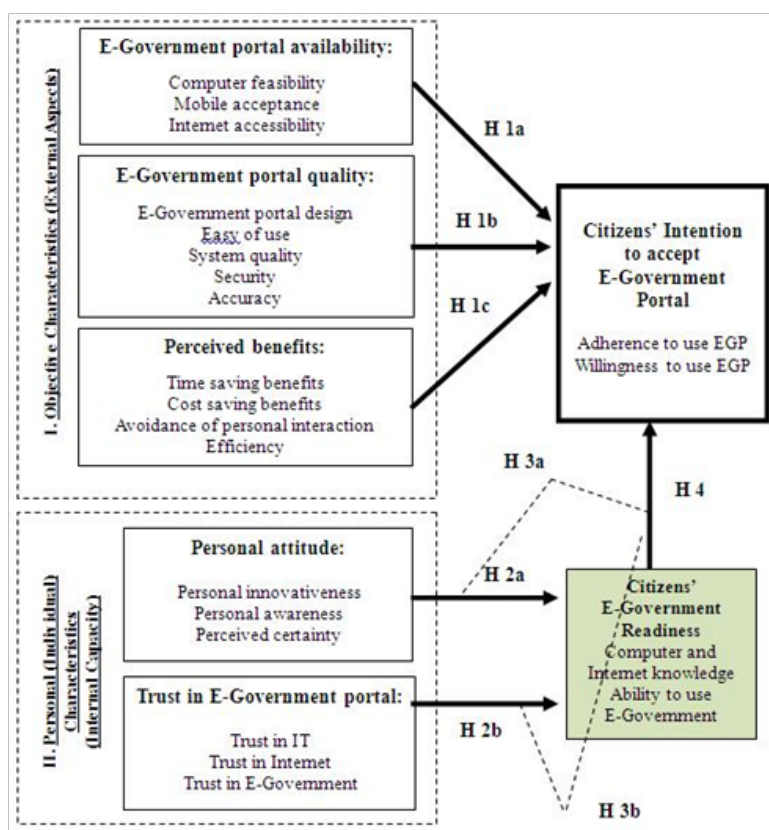 I. Objective Characteristics (External Aspects)
E-Government portal availability:
Computer feasibility
Mobile acceptance
Internet accessibility
E-Government portal quality:
E-Government portal design
Easy of use
System quality
Security
Accuracy
Perceived benefits:
Time saving benefits
Cost saving benefits
Avoidance of personal interaction
Efficiency
H 1a
H 1b
H 1c
Citizens' Intention
to accept
E-Government
Portal
Adherence to use EGP
Willingness to use EGP
II. Personal (Individual)
Characteristics
(Internal Capacity)
Personal attitude:
Personal innovativeness
Personal awareness
Perceived certainty
Trust in E-Government portal:
Trust in IT
Trust in Internet
Trust in E-Government
H 3a
H 4
H 2a
H 2b
H 3b
Citizens'
E-Government
Readiness
Computer and
Internet knowledge
Ability to use
E-Government